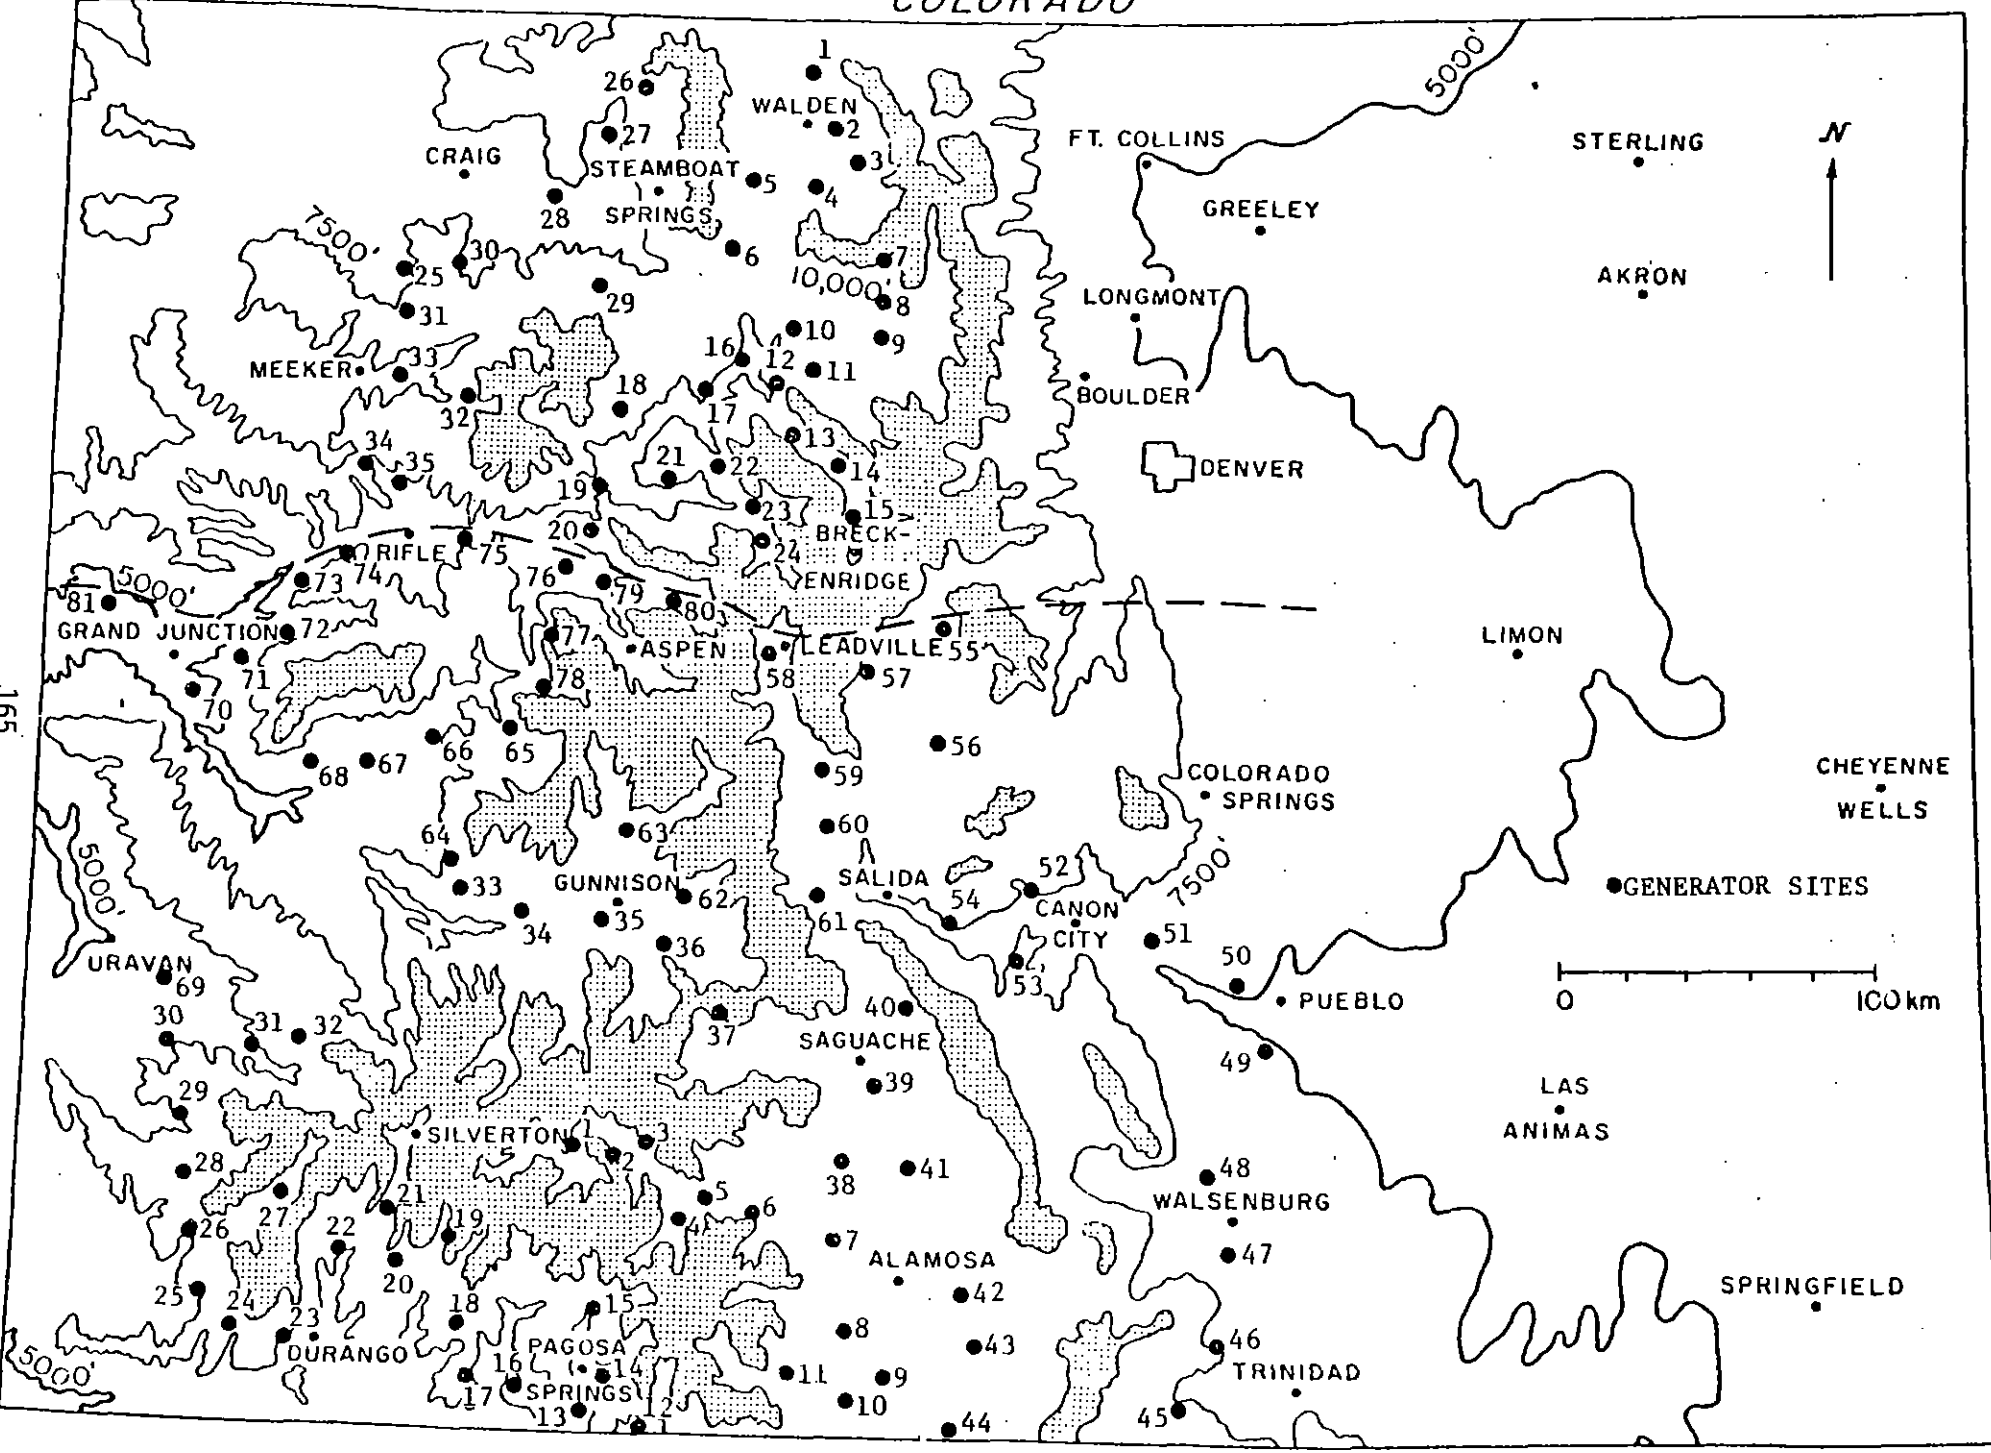 COLORADO
1
5000'
26
WALDEN
2
27
FT. COLLINS
STERLING
N
CRAIG
3
STEAMBOAT
5
4
28
SPRINGS
GREELEY
7500'
30
6
7
25
10,000'
AKRON
29
8
LONGMONT
31
10
9
16
12
MEEKER
33
11
18
17
BOULDER
32
13
34
35
21
22
14
DENVER
19
23
15
20
BRECK-
24
RIFLE
75
ENRIDGE
74
76
73
79
5000'
81
80
GRAND JUNCTION
72
77
ASPEN
LEADVILLE
55
LIMON
71
78
58
57
165
70
66
65
56
68
67
59
COLORADO
SPRINGS
CHEYENNE
WELLS
64
63
60
5000'
33
GUNNISON
62
SALIDA
52
7500'
GENERATOR SITES
34
35
61
54
CANON
CITY
51
36
URAVAN
69
53
50
PUEBLO
0
100 km
30
31
32
37
40
SAGUACHE
49
29
39
LAS
ANIMAS
SILVERTON
1
2
3
28
38
41
48
27
21
5
WALSENBURG
26
22
19
4
6
7
47
20
ALAMOSA
25
24
42
SPRINGFIELD
23
18
15
DURANGO
PAGOSA
8
43
46
16
14
11
9
TRINIDAD
5000'
17
SPRINGS
13
12
10
44
45